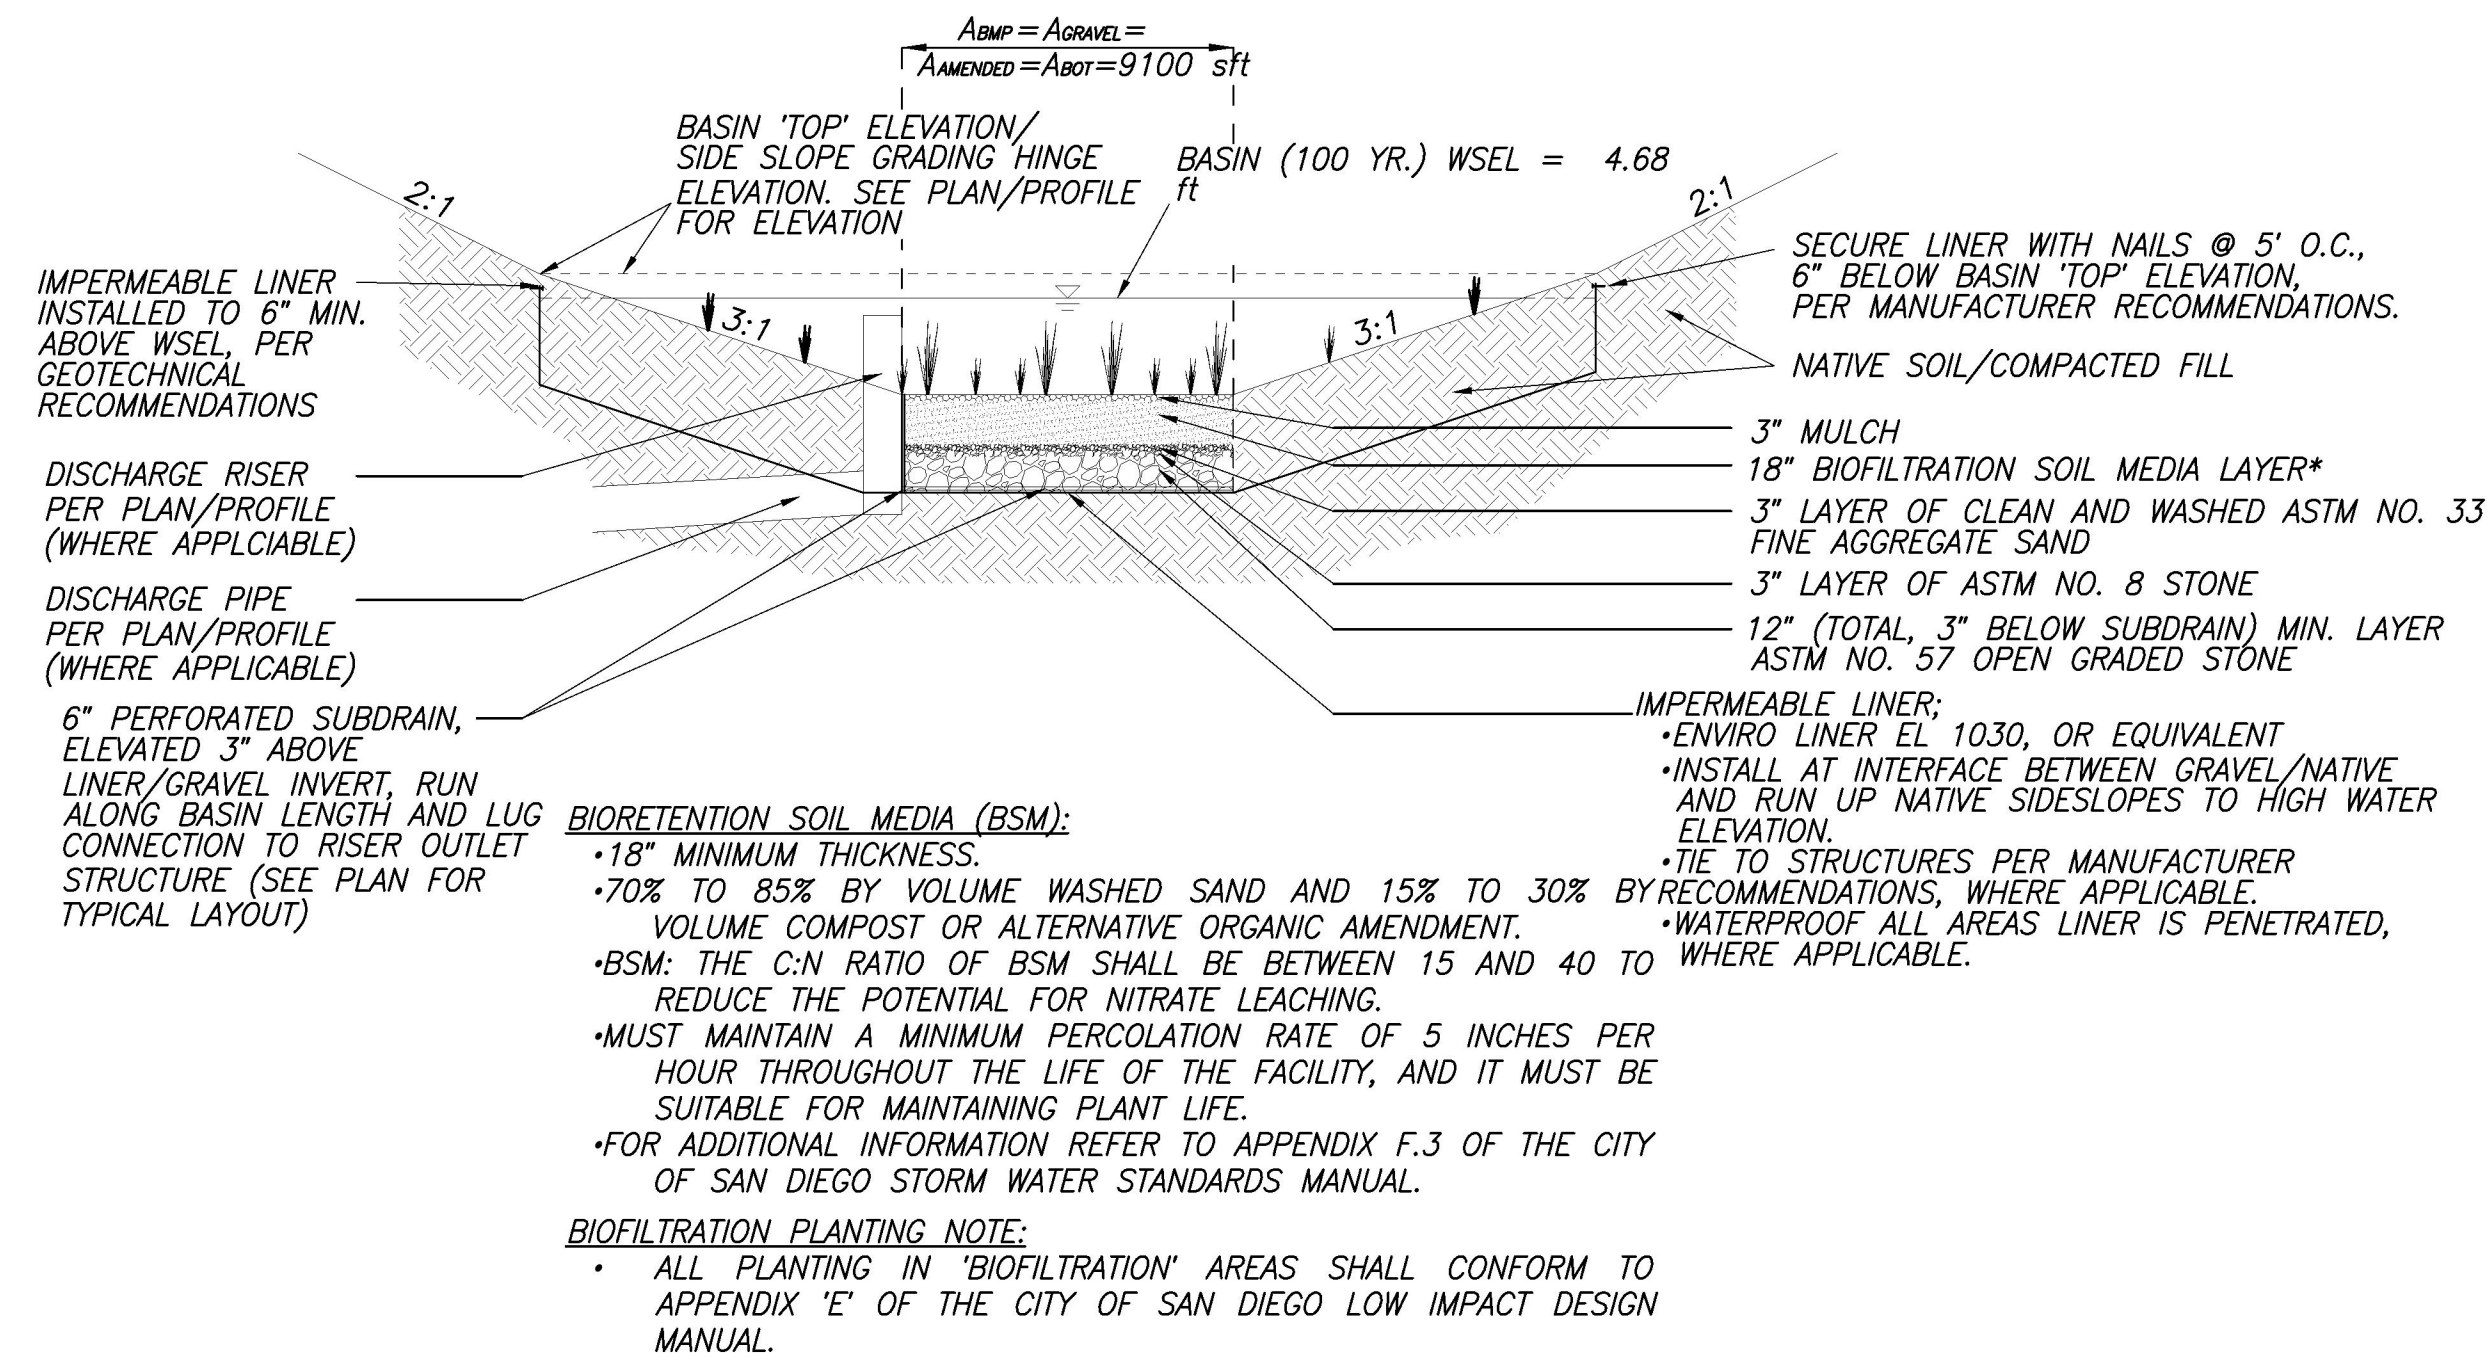 ABMP = AGRAVEL =
AAMENDED = ABOT = 9100 sft
BASIN 'TOP' ELEVATION/
SIDE SLOPE GRADING HINGE
ELEVATION. SEE PLAN/PROFILE
FOR ELEVATION
BASIN (100 YR.) WSEL = 4.68
ft
2:1
2:1
3:1
3:1
IMPERMEABLE LINER
INSTALLED TO 6" MIN.
ABOVE WSEL, PER
GEOTECHNICAL
RECOMMENDATIONS
DISCHARGE RISER
PER PLAN/PROFILE
(WHERE APPLCIABLE)
DISCHARGE PIPE
PER PLAN/PROFILE
(WHERE APPLICABLE)
6" PERFORATED SUBDRAIN,
ELEVATED 3" ABOVE
LINER/GRAVEL INVERT, RUN
ALONG BASIN LENGTH AND LUG
CONNECTION TO RISER OUTLET
STRUCTURE (SEE PLAN FOR
TYPICAL LAYOUT)
SECURE LINER WITH NAILS @ 5' O.C.,
6" BELOW BASIN 'TOP' ELEVATION,
PER MANUFACTURER RECOMMENDATIONS.
NATIVE SOIL/COMPACTED FILL
3" MULCH
18" BIOFILTRATION SOIL MEDIA LAYER*
3" LAYER OF CLEAN AND WASHED ASTM NO. 33
FINE AGGREGATE SAND
3" LAYER OF ASTM NO. 8 STONE
12" (TOTAL, 3" BELOW SUBDRAIN) MIN. LAYER
ASTM NO. 57 OPEN GRADED STONE
IMPERMEABLE LINER;
•ENVIRO LINER EL 1030, OR EQUIVALENT
•INSTALL AT INTERFACE BETWEEN GRAVEL/NATIVE
AND RUN UP NATIVE SIDESLOPES TO HIGH WATER
ELEVATION.
•TIE TO STRUCTURES PER MANUFACTURER
RECOMMENDATIONS, WHERE APPLICABLE.
•WATERPROOF ALL AREAS LINER IS PENETRATED,
WHERE APPLICABLE.
BIORETENTION SOIL MEDIA (BSM):
•18" MINIMUM THICKNESS.
•70% TO 85% BY VOLUME WASHED SAND AND 15% TO 30% BY
VOLUME COMPOST OR ALTERNATIVE ORGANIC AMENDMENT.
•BSM: THE C:N RATIO OF BSM SHALL BE BETWEEN 15 AND 40 TO
REDUCE THE POTENTIAL FOR NITRATE LEACHING.
•MUST MAINTAIN A MINIMUM PERCOLATION RATE OF 5 INCHES PER
HOUR THROUGHOUT THE LIFE OF THE FACILITY, AND IT MUST BE
SUITABLE FOR MAINTAINING PLANT LIFE.
•FOR ADDITIONAL INFORMATION REFER TO APPENDIX F.3 OF THE CITY
OF SAN DIEGO STORM WATER STANDARDS MANUAL.
BIOFILTRATION PLANTING NOTE:
• ALL PLANTING IN 'BIOFILTRATION' AREAS SHALL CONFORM TO
APPENDIX 'E' OF THE CITY OF SAN DIEGO LOW IMPACT DESIGN
MANUAL.